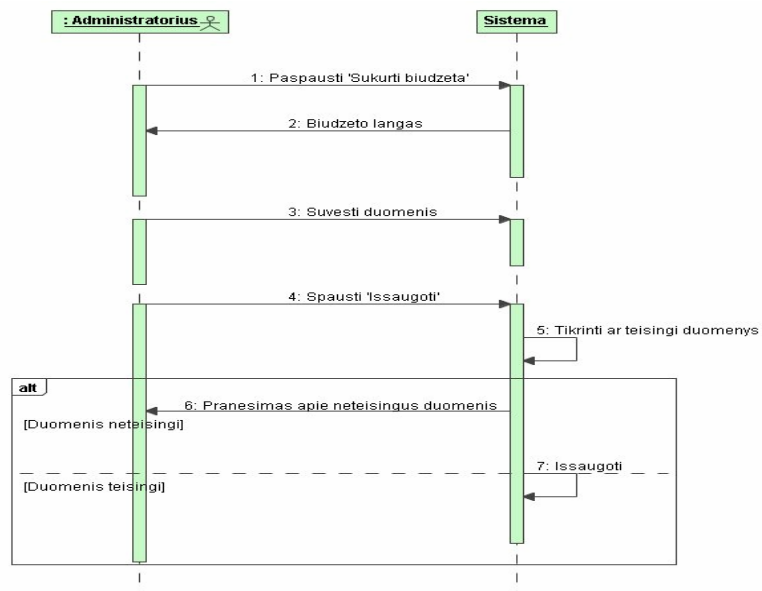 : Administratorius
Sistema
1: Paspausti 'Sukurti biudzeta'
2: Biudzeto langas
3: Suvesti duomenis
4: Spausti 'Issaugoti'
5: Tikrinti ar teisingi duomenys
alt
6: Pranesimas apie neteisingus duomenis
[Duomenis neteisingi]
7: Issaugoti
[Duomenis teisingi]